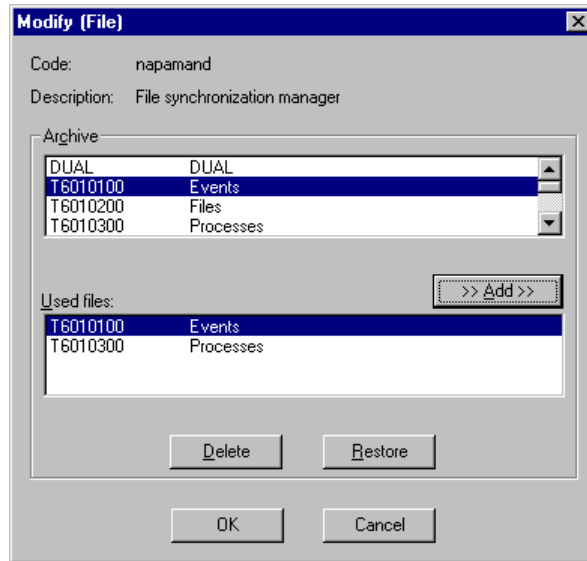 Modify (File)
Code: napamand
Description: File synchronization manager
Archive
DUAL DUAL
T6010100 Events
T6010200 Files
T6010300 Processes
>> Add >>
Used files:
T6010100 Events
T6010300 Processes
Delete Restore
OK Cancel